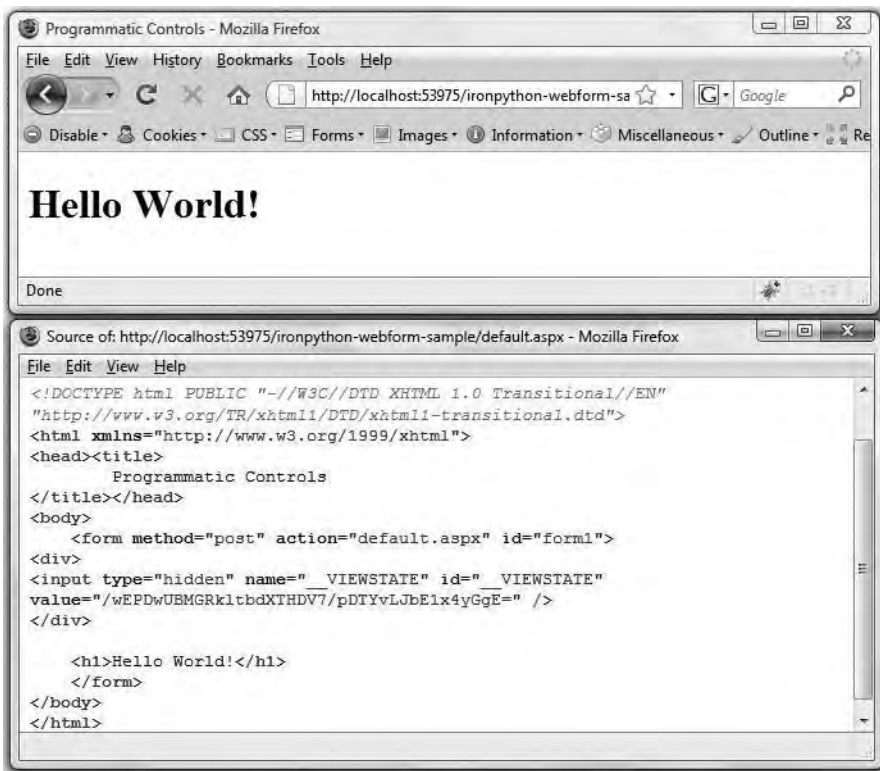 Programmatic Controls - Mozilla Firefox
File Edit View History Bookmarks Tools Help
http://localhost:53975/ironpython-webform-sa G Google
Disable Cookies CSS Forms Images Information Miscellaneous Outline Re
Hello World!
Done
Source of: http://localhost:53975/ironpython-webform-sample/default.aspx - Mozilla Firefox
File Edit View Help
<!DOCTYPE html PUBLIC "-//W3C//DTD XHTML 1.0 Transitional//EN"
"http://www.w3.org/TR/xhtml1/DTD/xhtml1-transitional.dtd">
<html xmlns="http://www.w3.org/1999/xhtml">
<head><title>
Programmatic Controls
</title></head>
<body>
<form method="post" action="default.aspx" id="form1">
<div>
<input type="hidden" name="__VIEWSTATE" id="__VIEWSTATE"
value="/wEPDwUBMGRkltbdXTHDV7/pDTYvLJbE1x4yGgE=" />
</div>
<h1>Hello World!</h1>
</form>
</body>
</html>